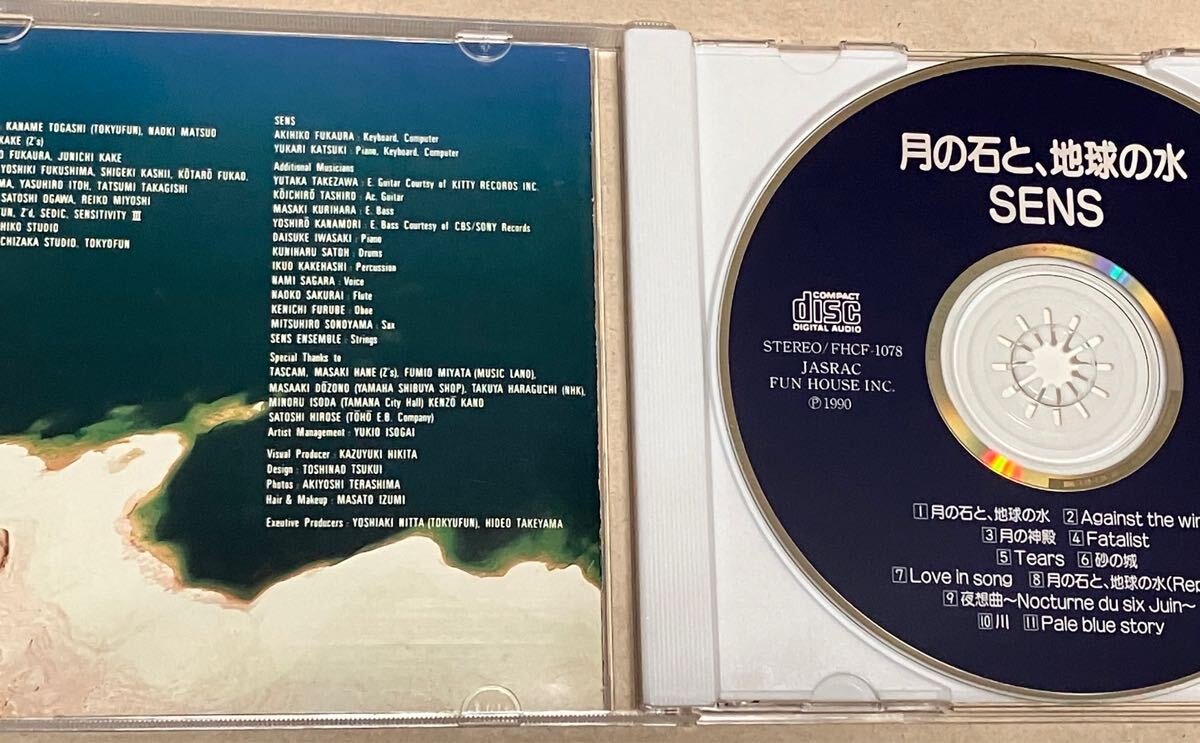 KANAME TOGASHI (TOKYUFUN), NAOKI MATSUO
KAKE (Z's)
O FUKAURA, JUNICHI KAKE
YOSHIKI FUKUSHIMA, SHIGEKI KASHII, KŌTARŌ FUKAO,
MA, YASUHIRO ITOH, TATSUMI TAKAGISHI
SATOSHI OGAWA, REIKO MIYOSHI
FUN, Z'd, SEDIC, SENSITIVITY III
HIKO STUDIO
CHIZAKA STUDIO, TOKYOFUN
SENS
AKIHIKO FUKAURA : Keyboard, Computer
YUKARI KATSUKI : Piano, Keyboard, Computer
Additional Musicians
YUTAKA TAKEZAWA : E. Guitar Courtsy of KITTY RECORDS INC.
KŌICHIRŌ TASHIRO : Ac. Guitar
MASAKI KURIHARA : E. Bass
YOSHIRŌ KANAMORI : E. Bass Courtesy of CBS/SONY Records
DAISUKE IWASAKI : Piano
KUNIHARU SATOH : Drums
IKUO KAKEHASHI : Percussion
NAMI SAGARA : Voice
NAOKO SAKURAI : Flute
KENICHI FURUBE : Oboe
MITSUHIRO SONOYAMA : Sax
SENS ENSEMBLE : Strings
Special Thanks to
TASCAM, MASAKI HANE (Z's), FUMIO MIYATA (MUSIC LAND),
MASAAKI DŌZONO (YAMAHA SHIBUYA SHOP), TAKUYA HARAGUCHI (NHK),
MINORU ISODA (TAMANA City Hall) KENZŌ KANO
SATOSHI HIROSE (TŌHŌ E.B. Company)
Artist Management : YUKIO ISOGAI
Visual Producer : KAZUYUKI HIKITA
Design : TOSHINAO TSUKUI
Photos : AKIYOSHI TERASHIMA
Hair & Makeup : MASATO IZUMI
Exeutive Producers : YOSHIAKI NITTA (TOKYUFUN), HIDEO TAKEYAMA
月の石と、地球の水
SENS
COMPACT
disc
DIGITAL AUDIO
STEREO/FHCF-1078
JASRAC
FUN HOUSE INC.
Ⓟ1990
1 月の石と、地球の水 2 Against the win
3 月の神殿 4 Fatalist
5 Tears 6 砂の城
7 Love in song 8 月の石と、地球の水(Rep
9 夜想曲〜Nocturne du six Juin〜
10 川 11 Pale blue story